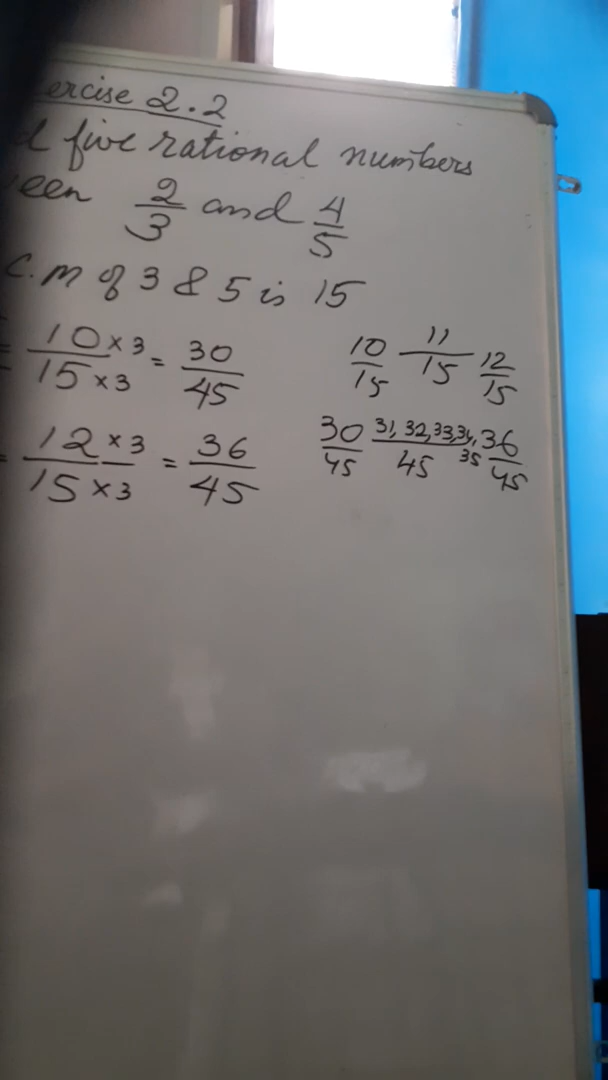 ercise 2.2
d five rational numbers
een 2/3 and 4/5
C.M of 3 & 5 is 15
= 10 × 3 / 15 × 3 = 30/45
10/15 11/15 12/15
= 12 × 3 / 15 × 3 = 36/45
30/45 31, 32, 33, 34, 35/45 36/45